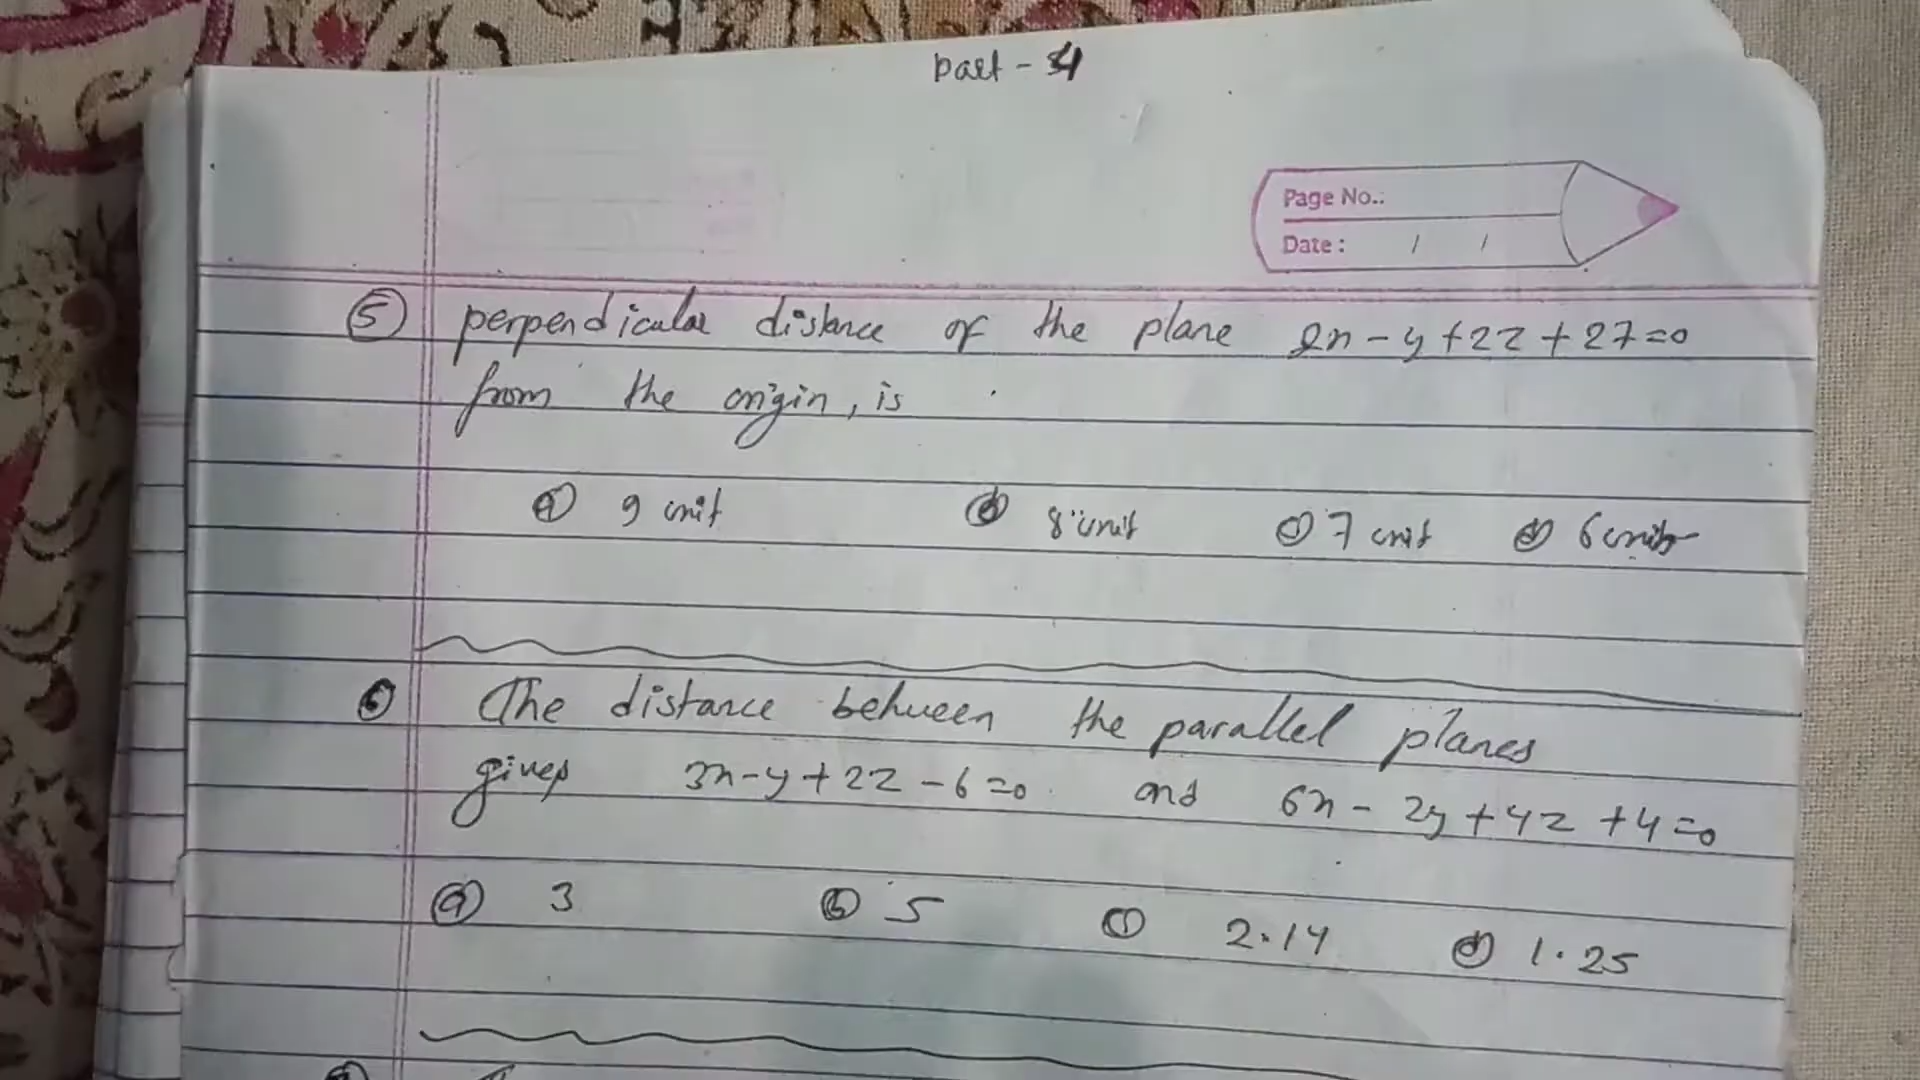 part - 4
Page No.:
Date : / /
⑤ perpendicular distance of the plane 2x - y + 2z + 27 = 0
from the origin, is
ⓐ 9 unit ⓑ 8 unit ⓒ 7 unit ⓓ 6 unit
⑥ The distance between the parallel planes
given 3x - y + 2z - 6 = 0 and 6x - 2y + 4z + 4 = 0
ⓐ 3 ⓑ 5 ⓒ 2.14 ⓓ 1.25